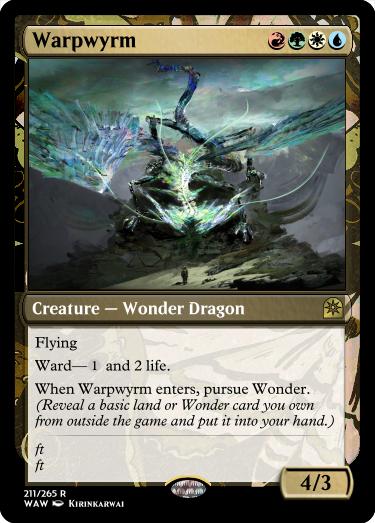 Warpwyrm
Creature — Wonder Dragon
Flying
Ward— 1 and 2 life.
When Warpwyrm enters, pursue Wonder.
(Reveal a basic land or Wonder card you own
from outside the game and put it into your hand.)
ft
ft
4/3
211/265 R
WAW Kirinkarwai